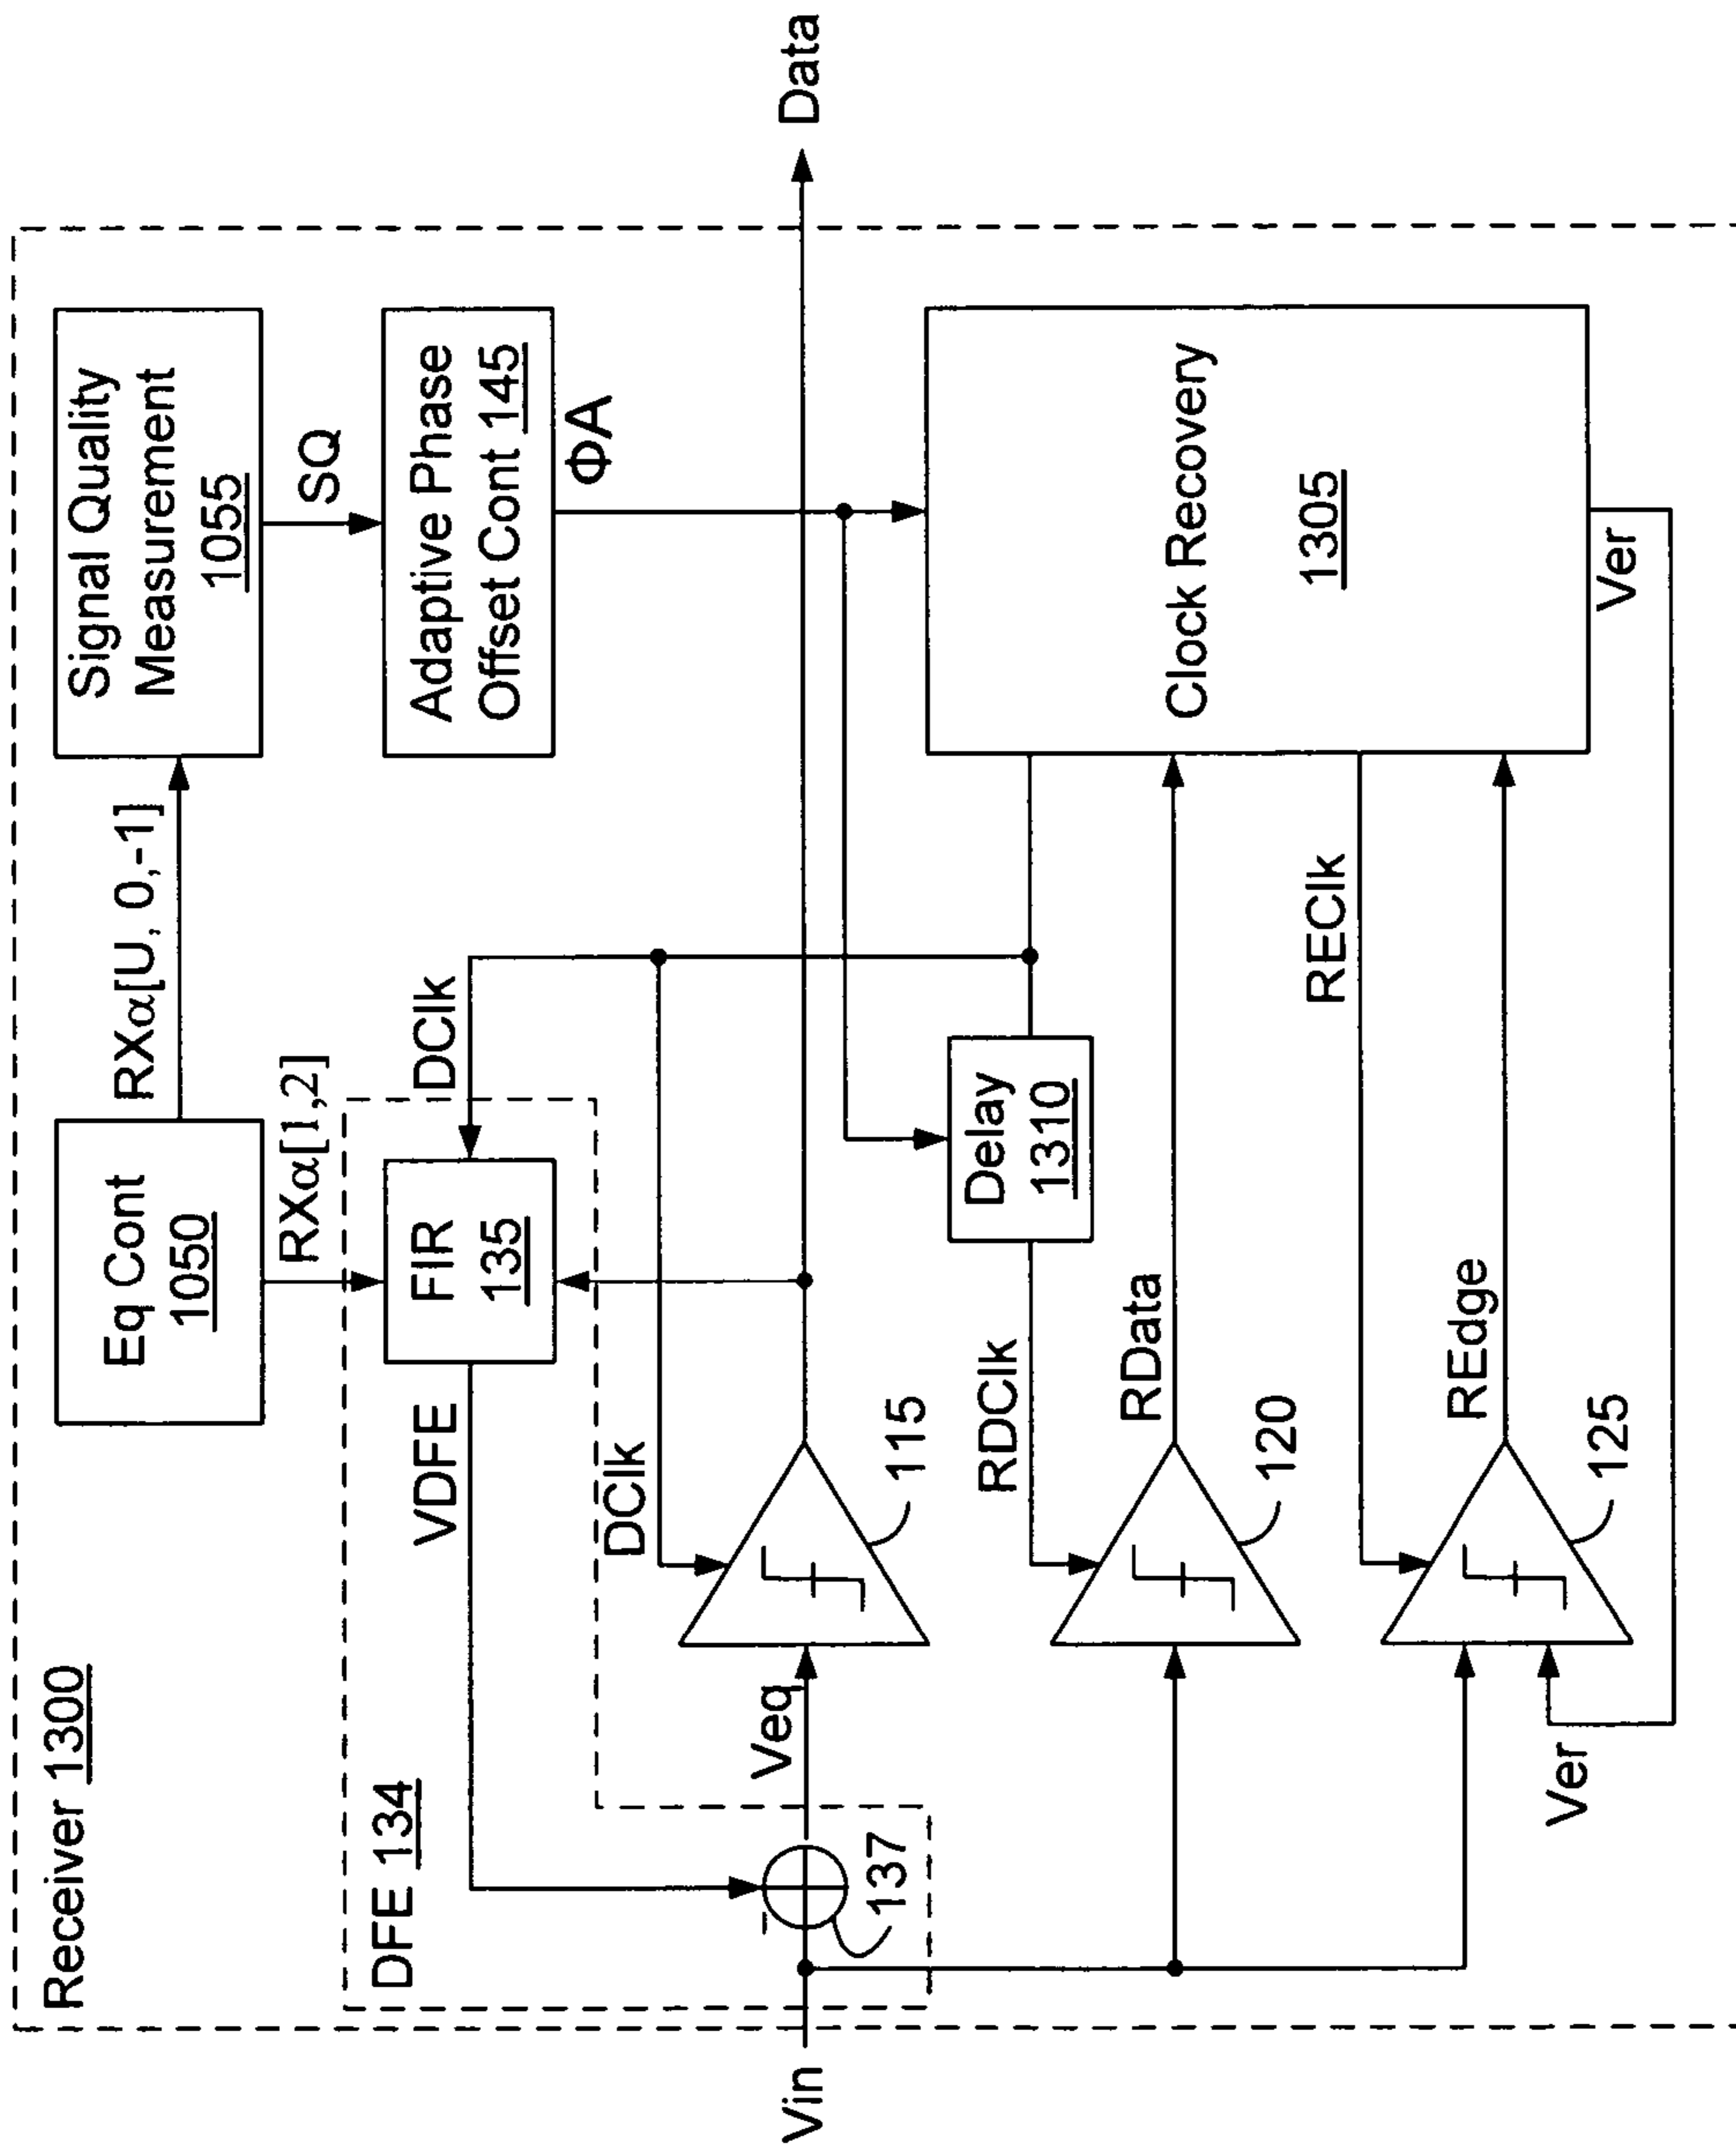 Receiver 1300
Eq Cont
1050
RXα[U, 0,-1]
Signal Quality
Measurement
1055
SQ
RXα[1,2]
DFE 134
VDFE
FIR
135
DClk
Adaptive Phase
Offset Cont 145
ΦA
DClk
Vin
137
Veq
115
Data
Delay
1310
RDClk
RData
120
Clock Recovery
1305
REClk
REdge
125
Ver
Ver